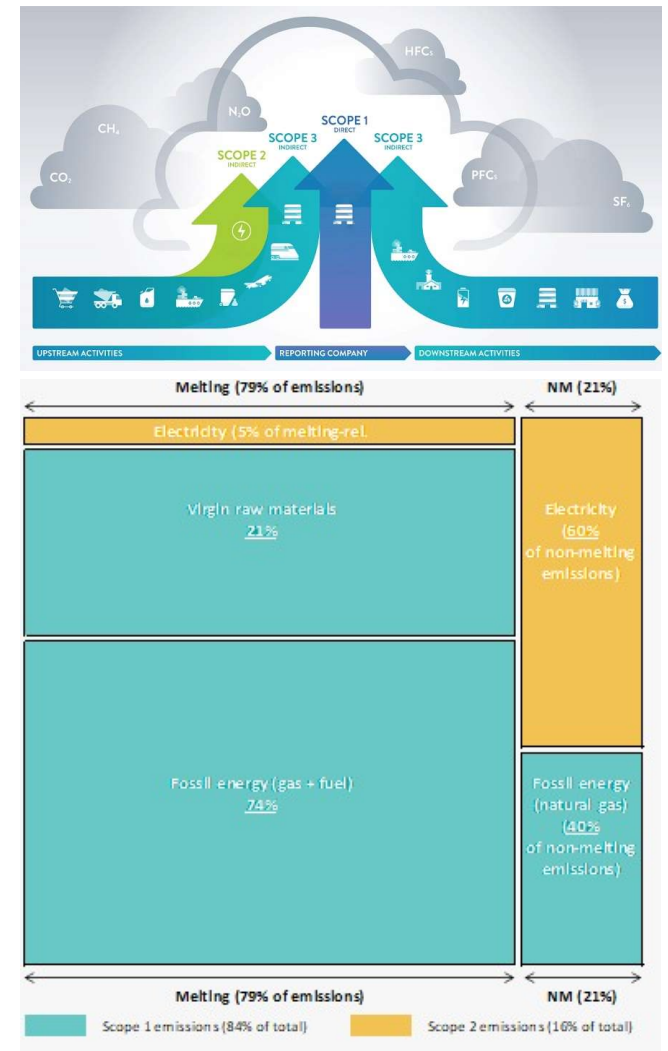 HFCs
N₂O
CH₄
SCOPE 1
DIRECT
SCOPE 3
INDIRECT
SCOPE 3
INDIRECT
SCOPE 2
INDIRECT
CO₂
PFCs
SF₆
UPSTREAM ACTIVITIES
REPORTING COMPANY
DOWNSTREAM ACTIVITIES
Melting (79% of emissions)
NM (21%)
Electricity (5% of melting-rel.
Virgin raw materials
21%
Electricity
(60%
of non-melting
emissions)
Fossil energy (gas + fuel)
74%
Fossil energy
(natural gas)
(40%
of non-melting
emissions)
Melting (79% of emissions)
NM (21%)
Scope 1 emissions (84% of total)
Scope 2 emissions (16% of total)